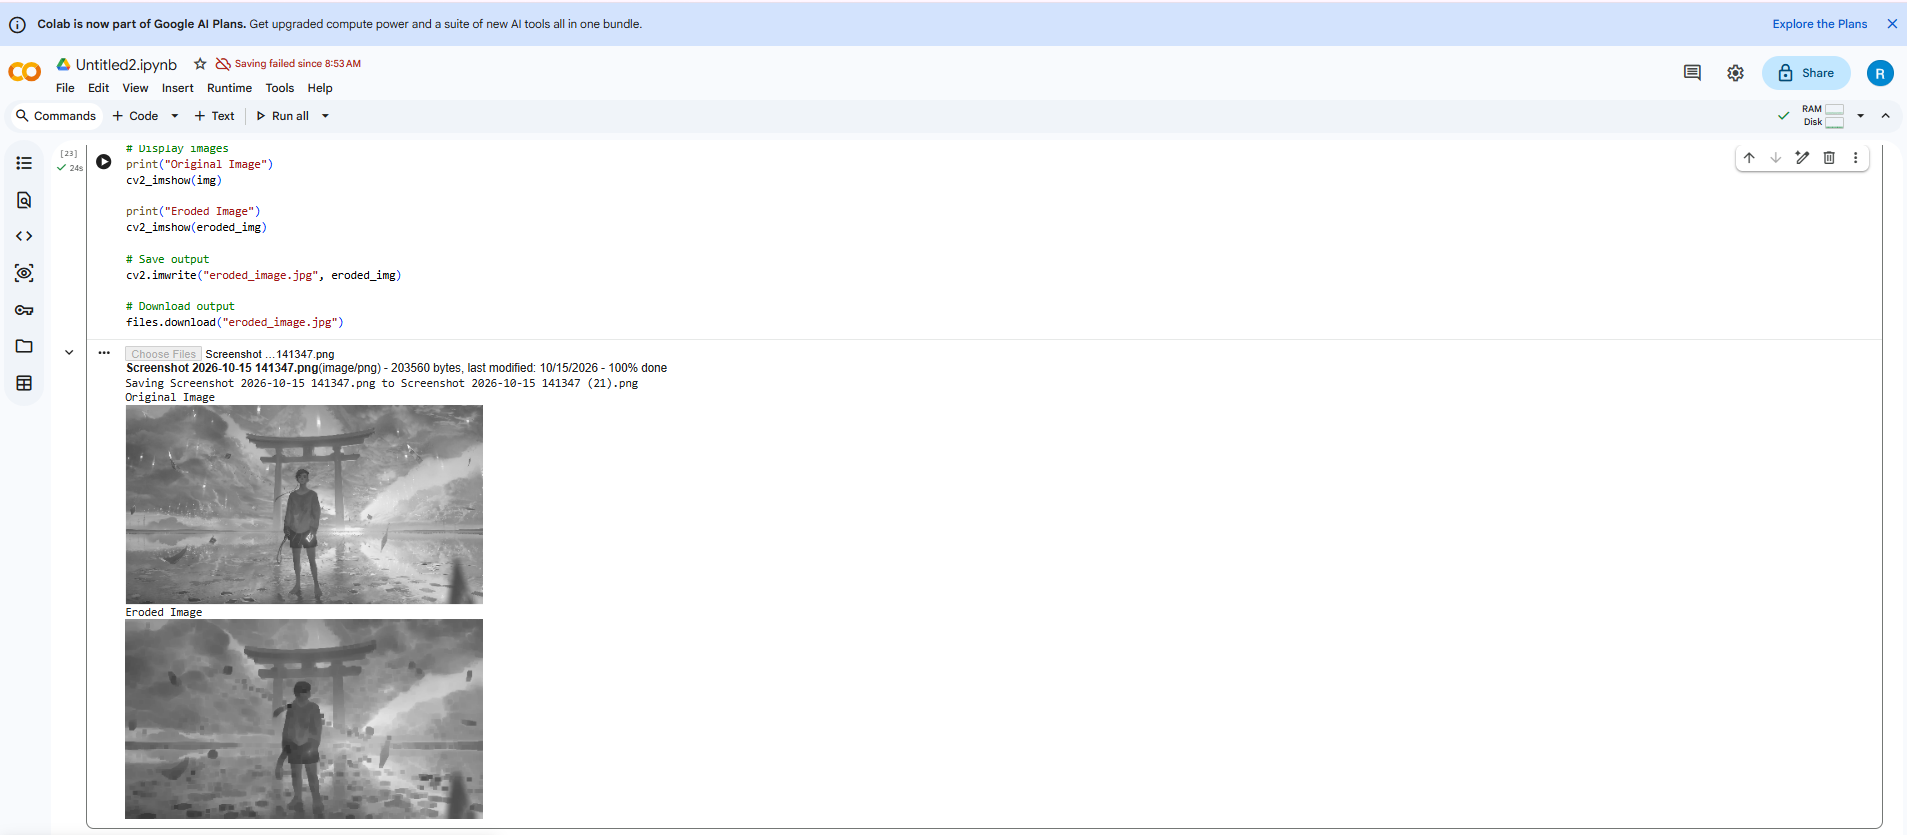 Colab is now part of Google AI Plans. Get upgraded compute power and a suite of new AI tools all in one bundle.
Explore the Plans
Untitled2.ipynb
Saving failed since 8:53 AM
Share
R
File Edit View Insert Runtime Tools Help
Commands + Code + Text Run all
RAM
Disk
[23]
24s
# Display images
print("Original Image")
cv2_imshow(img)
print("Eroded Image")
cv2_imshow(eroded_img)
# Save output
cv2.imwrite("eroded_image.jpg", eroded_img)
# Download output
files.download("eroded_image.jpg")
Choose Files Screenshot ...141347.png
Screenshot 2026-10-15 141347.png(image/png) - 203560 bytes, last modified: 10/15/2026 - 100% done
Saving Screenshot 2026-10-15 141347.png to Screenshot 2026-10-15 141347 (21).png
Original Image
Eroded Image